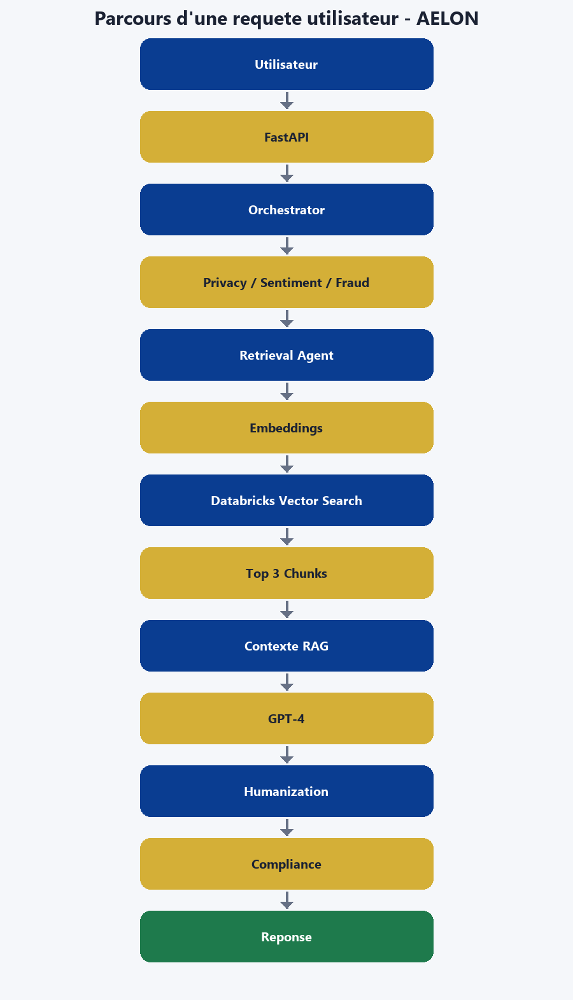 Parcours d'une requete utilisateur - AELON
Utilisateur
FastAPI
Orchestrator
Privacy / Sentiment / Fraud
Retrieval Agent
Embeddings
Databricks Vector Search
Top 3 Chunks
Contexte RAG
GPT-4
Humanization
Compliance
Reponse